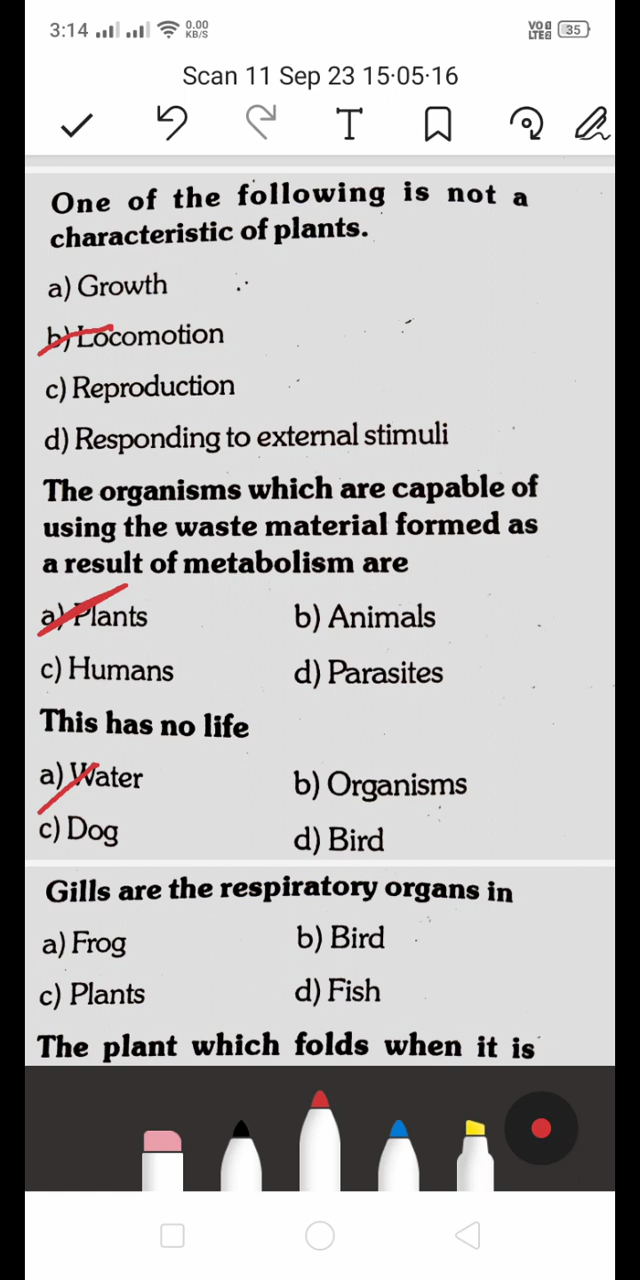 3:14 0.00 KB/S VO LTE 35
Scan 11 Sep 23 15·05·16
T
One of the following is not a
characteristic of plants.
a) Growth
b) Locomotion
c) Reproduction
d) Responding to external stimuli
The organisms which are capable of
using the waste material formed as
a result of metabolism are
a) Plants b) Animals
c) Humans d) Parasites
This has no life
a) Water b) Organisms
c) Dog d) Bird
Gills are the respiratory organs in
a) Frog b) Bird
c) Plants d) Fish
The plant which folds when it is